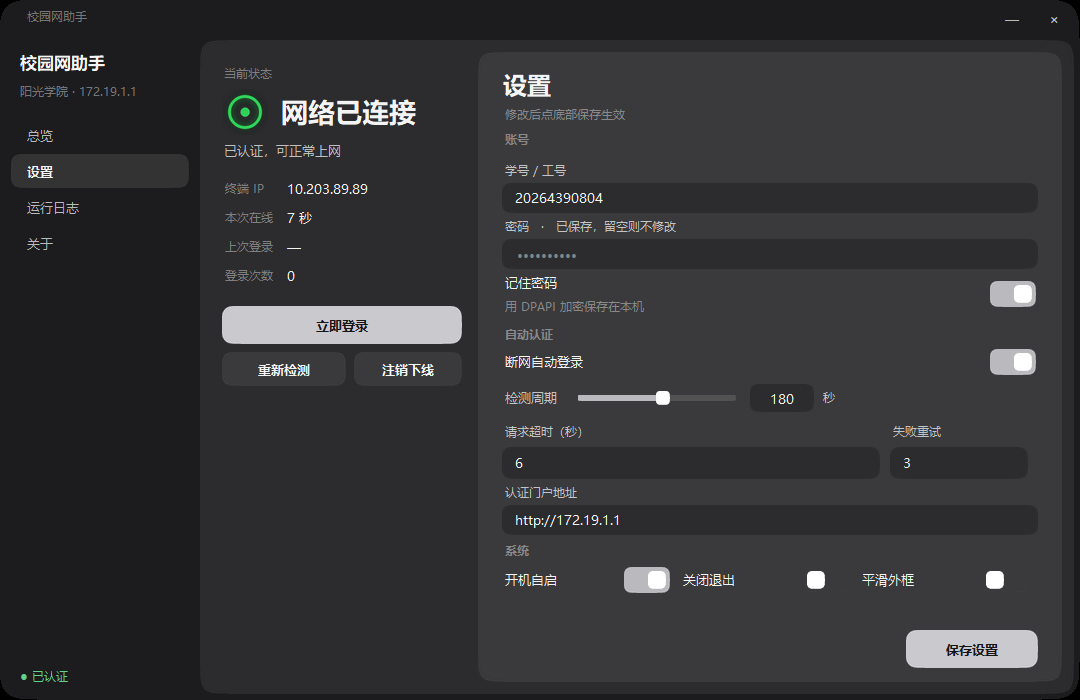 校园网助手
— ×
校园网助手
阳光学院 · 172.19.1.1
总览
设置
运行日志
关于
已认证
当前状态
网络已连接
已认证，可正常上网
终端 IP 10.203.89.89
本次在线 7 秒
上次登录 —
登录次数 0
立即登录
重新检测 注销下线
设置
修改后点底部保存生效
账号
学号 / 工号
20264390804
密码 · 已保存，留空则不修改
••••••••••
记住密码
用 DPAPI 加密保存在本机
自动认证
断网自动登录
检测周期 180 秒
请求超时（秒） 失败重试
6 3
认证门户地址
http://172.19.1.1
系统
开机自启 关闭退出 平滑外框
保存设置